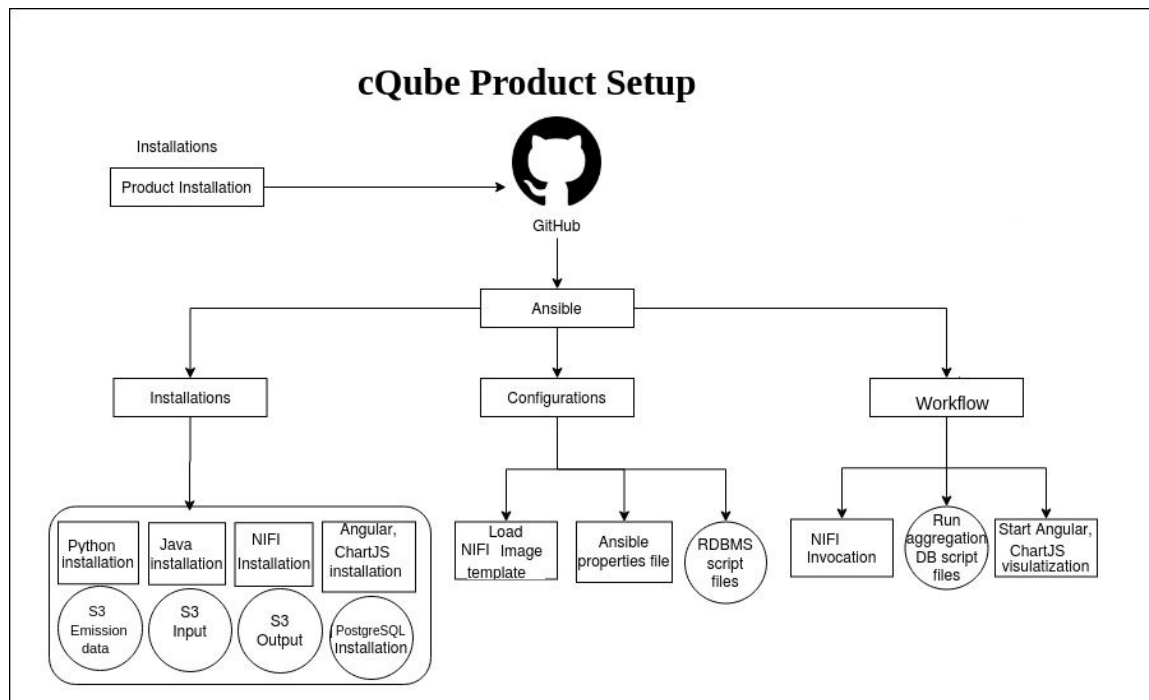 cQube Product Setup
Installations
Product Installation
GitHub
Ansible
Installations
Configurations
Workflow
Python
installation
Java
installation
NIFI
Installation
Angular,
ChartJS
installation
S3
Emission
data
S3
Input
S3
Output
PostgreSQL
Installation
Load
NIFI Image
template
Ansible
properties file
RDBMS
script
files
NIFI
Invocation
Run
aggregation
DB script
files
Start Angular,
ChartJS
visulatization